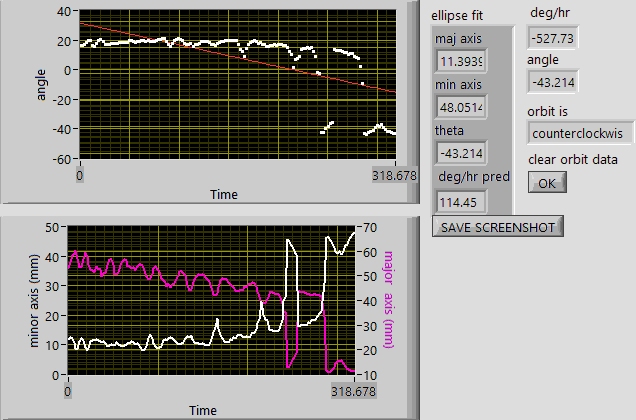 40
20
0
-20
-40
-60
angle
0
318.678
Time
ellipse fit
maj axis
11.3939
min axis
48.0514
theta
-43.214
deg/hr pred
114.45
deg/hr
-527.73
angle
-43.214
orbit is
counterclockwis
clear orbit data
OK
SAVE SCREENSHOT
50
40
30
20
10
0
minor axis (mm)
70
60
50
40
30
20
10
major axis (mm)
0
318.678
Time